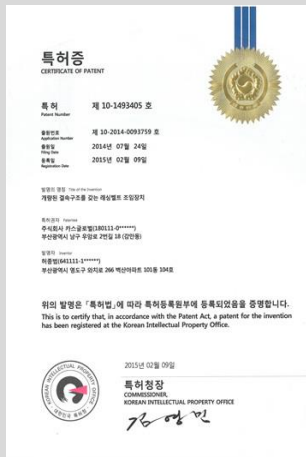 특허증
CERTIFICATE OF PATENT
특 허 제 10-1493405 호
Patent Number
출원번호 제 10-2014-0093759 호
Application Number
출원일 2014년 07월 24일
Filing Date
등록일 2015년 02월 09일
Registration Date
발명의 명칭 Title of the Invention
개량된 결속구조를 갖는 래싱벨트 조임장치
특허권자 Patentee
주식회사 카스글로벌(180111-0******)
부산광역시 남구 우암로 2번길 18 (감만동)
발명자 Inventor
허종범(641111-1******)
부산광역시 영도구 와치로 266 백산아파트 101동 104호
위의 발명은 「특허법」에 따라 특허등록원부에 등록되었음을 증명합니다.
This is to certify that, in accordance with the Patent Act, a patent for the invention
has been registered at the Korean Intellectual Property Office.
2015년 02월 09일
특허청장
COMMISSIONER,
KOREAN INTELLECTUAL PROPERTY OFFICE
김영민
KOREAN INTELLECTUAL PROPERTY OFFICE
대한민국 특허청